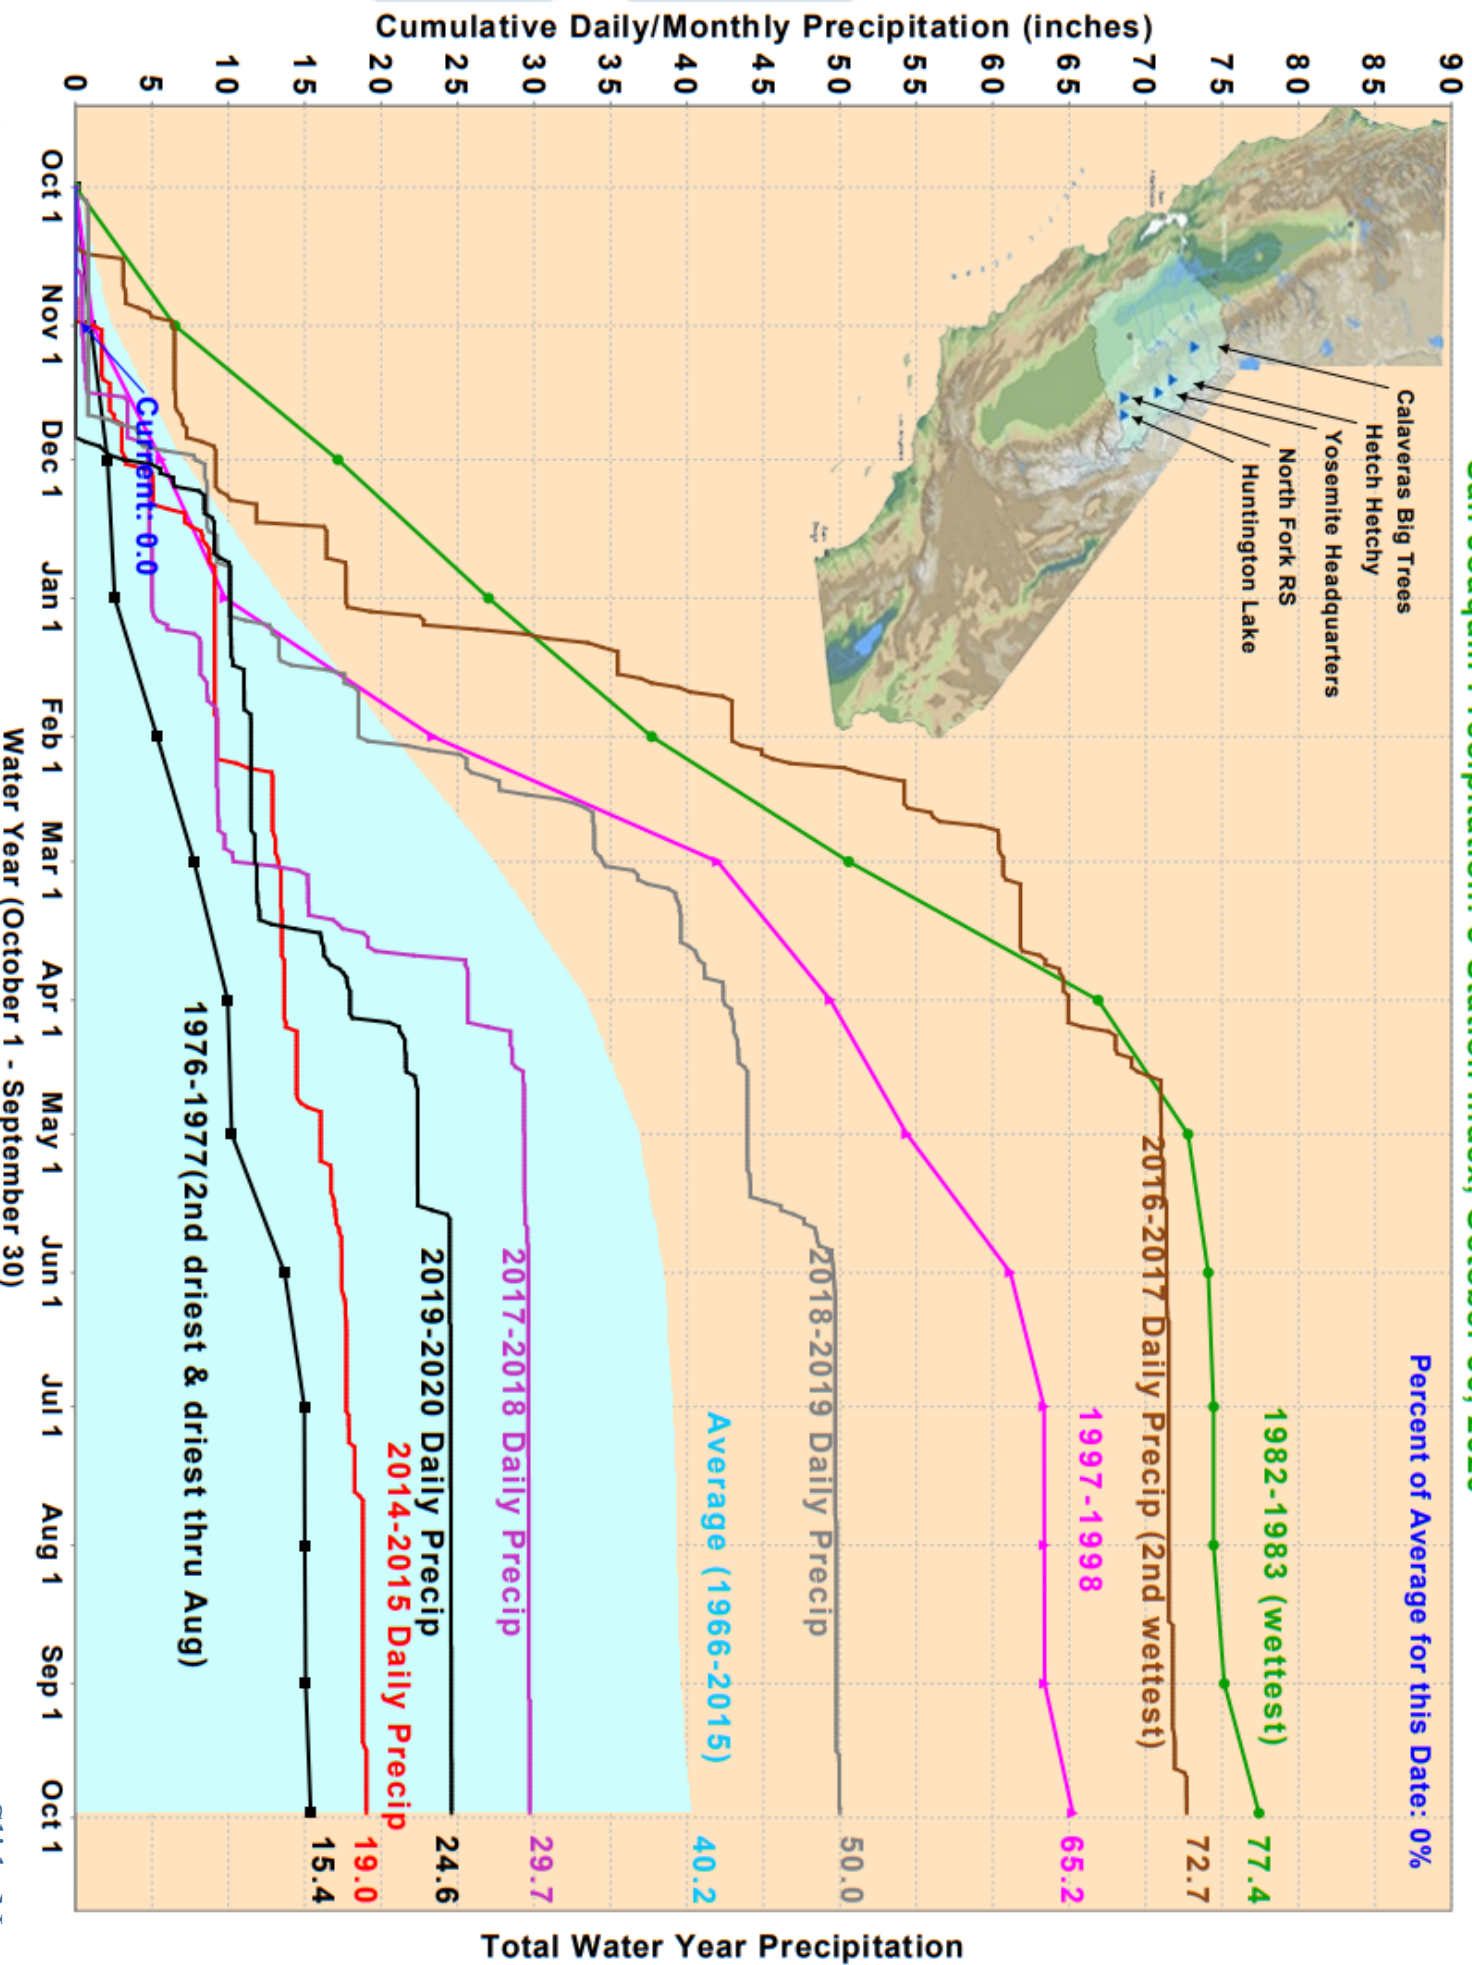 Percent of Average for this Date: 0%
Cumulative Daily/Monthly Precipitation (inches)
90
85
80
75
70
65
60
55
50
45
40
35
30
25
20
15
10
5
0
Calaveras Big Trees
Hetch Hetchy
Yosemite Headquarters
North Fork RS
Huntington Lake
1982-1983 (wettest)
77.4
2016-2017 Daily Precip (2nd wettest)
72.7
1997-1998
65.2
2018-2019 Daily Precip
50.0
Average (1966-2015)
40.2
2017-2018 Daily Precip
29.7
2019-2020 Daily Precip
24.6
2014-2015 Daily Precip
19.0
1976-1977(2nd driest & driest thru Aug)
15.4
Current: 0.0
Total Water Year Precipitation
Oct 1 Nov 1 Dec 1 Jan 1 Feb 1 Mar 1 Apr 1 May 1 Jun 1 Jul 1 Aug 1 Sep 1 Oct 1
Water Year (October 1 - September 30)